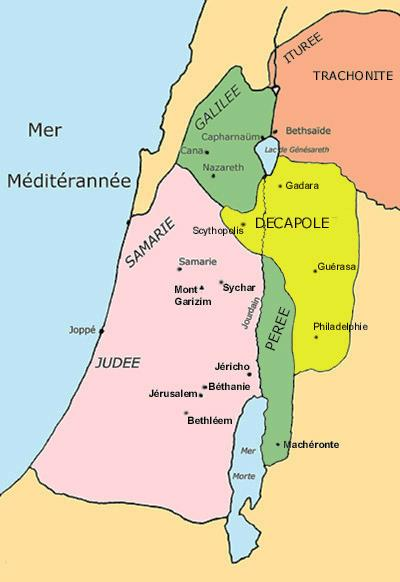 ITUREE
TRACHONITE
GALILEE
Mer
Méditérannée
Capharnaüm
Bethsaïde
Cana
Lac de Génésareth
Nazareth
Gadara
SAMARIE
Scythopolis
DECAPOLE
Samarie
Guérasa
Mont
Garizim
Sychar
Jourdain
PEREE
Philadelphie
Joppé
JUDEE
Jéricho
Béthanie
Jérusalem
Bethléem
Machéronte
Mer
Morte